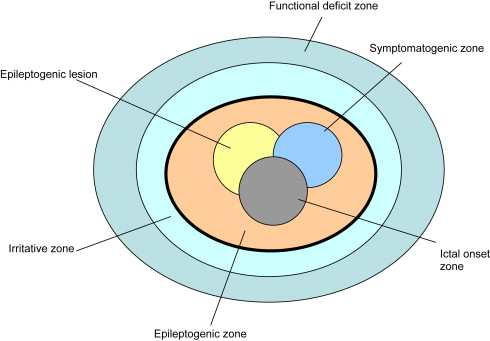 Functional deficit zone
Symptomatogenic zone
Epileptogenic lesion
Irritative zone
Ictal onset
zone
Epileptogenic zone